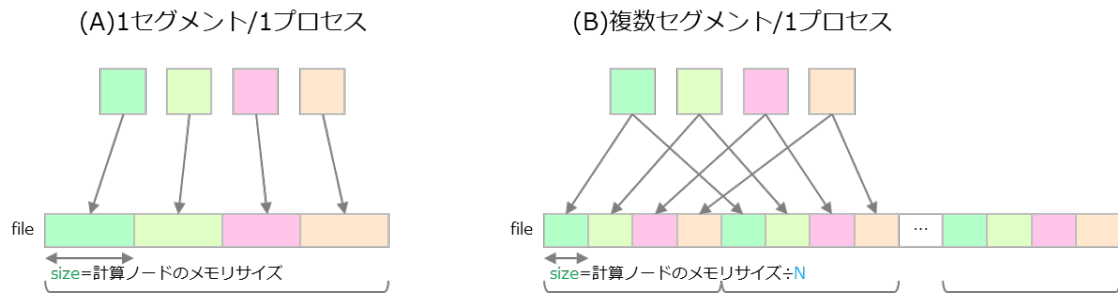 (A)1セグメント/1プロセス
(B)複数セグメント/1プロセス
file
size=計算ノードのメモリサイズ
file
...
size=計算ノードのメモリサイズ÷N